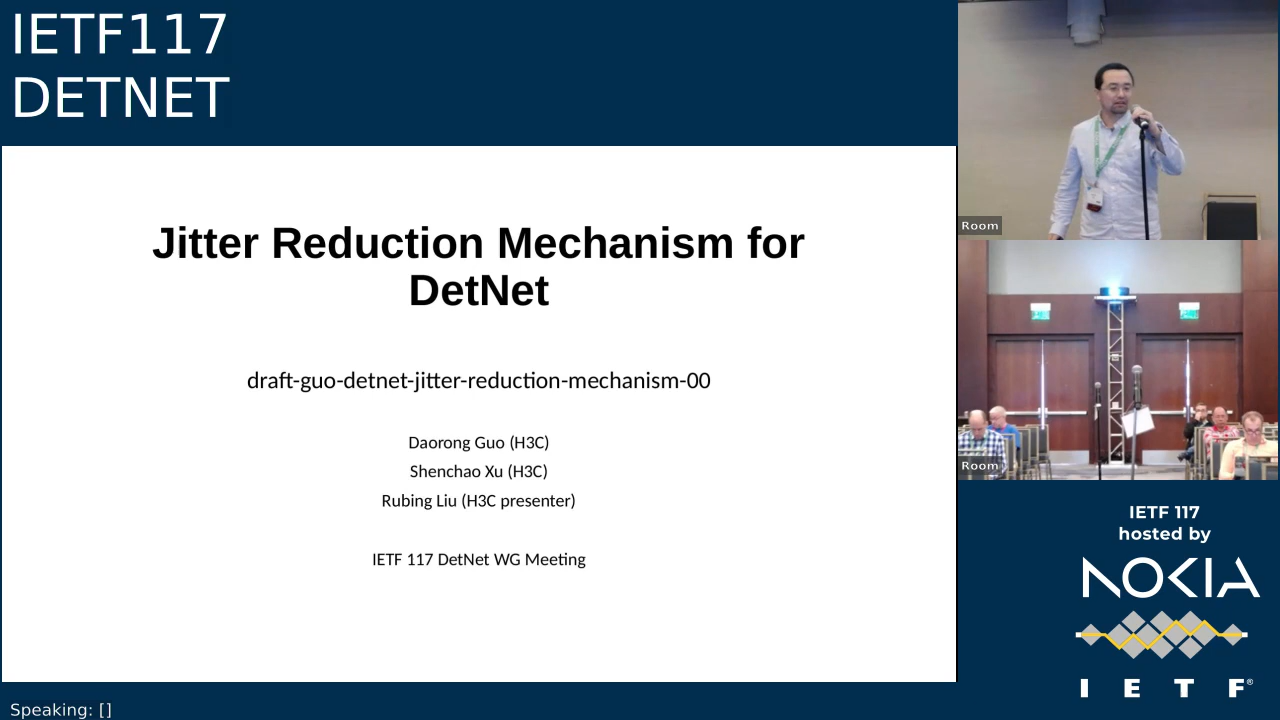 IETF117
DETNET
Jitter Reduction Mechanism for
DetNet
draft-guo-detnet-jitter-reduction-mechanism-00
Daorong Guo (H3C)
Shenchao Xu (H3C)
Rubing Liu (H3C presenter)
IETF 117 DetNet WG Meeting
Room
Room
IETF 117
hosted by
NOKIA
I E T F®
Speaking: []